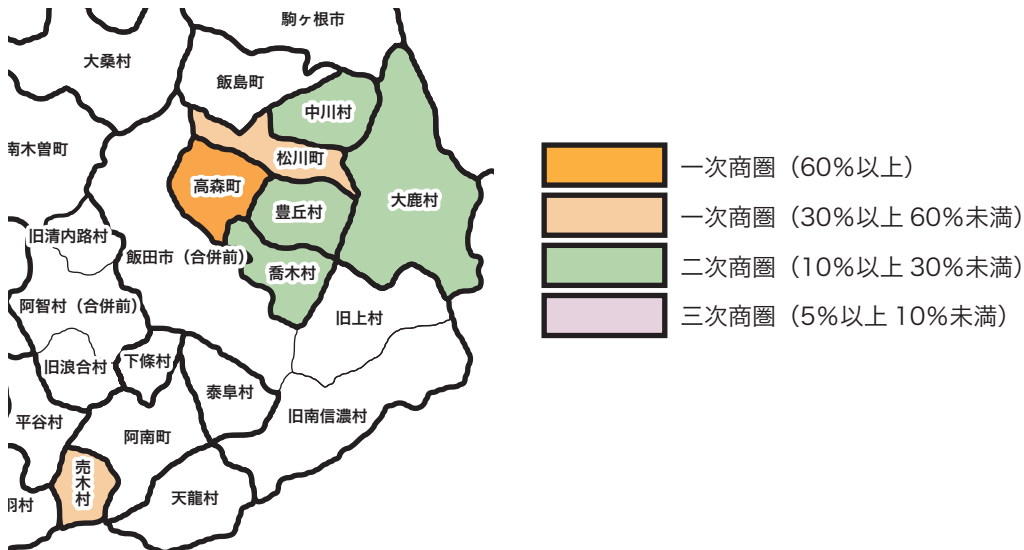 駒ヶ根市
大桑村
飯島町
中川村
南木曽町
松川町
高森町
大鹿村
豊丘村
旧清内路村
飯田市（合併前）
喬木村
阿智村（合併前）
旧上村
下條村
旧浪合村
泰阜村
平谷村
旧南信濃村
阿南町
売木村
天龍村
羽村
一次商圏（60％以上）
一次商圏（30％以上 60％未満）
二次商圏（10％以上 30％未満）
三次商圏（5％以上 10％未満）